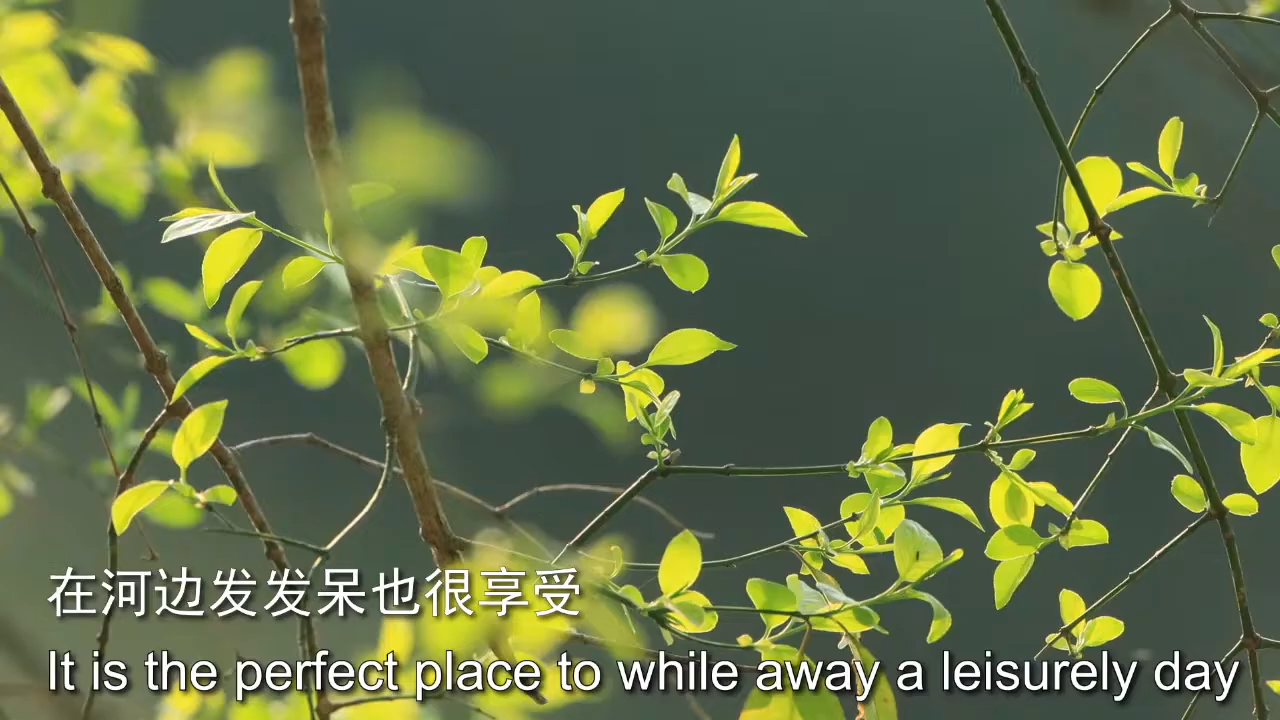 在河边发发呆也很享受
It is the perfect place to while away a leisurely day